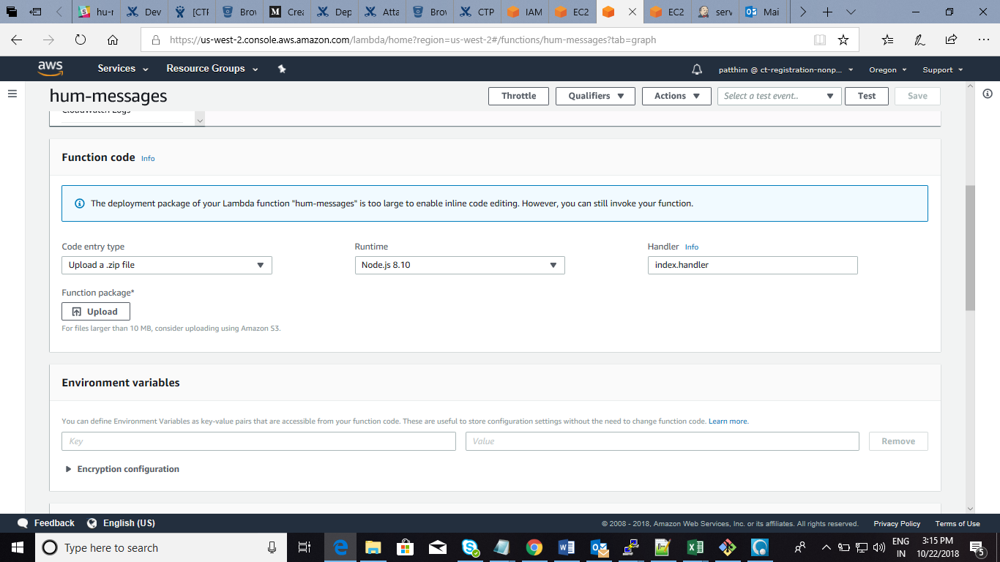 hu-r
Dev
[CTF
Brov
Crea
Dep
Atta
Brov
CTP
IAM
EC2
EC2
serv
Mai
https://us-west-2.console.aws.amazon.com/lambda/home?region=us-west-2#/functions/hum-messages?tab=graph
aws Services Resource Groups patthim @ ct-registration-nonp... Oregon Support
hum-messages Throttle Qualifiers Actions Select a test event.. Test Save
CloudWatch Logs
Function code Info
The deployment package of your Lambda function "hum-messages" is too large to enable inline code editing. However, you can still invoke your function.
Code entry type Runtime Handler Info
Upload a .zip file Node.js 8.10 index.handler
Function package*
Upload
For files larger than 10 MB, consider uploading using Amazon S3.
Environment variables
You can define Environment Variables as key-value pairs that are accessible from your function code. These are useful to store configuration settings without the need to change function code. Learn more.
Key Value Remove
Encryption configuration
Feedback English (US) © 2008 - 2018, Amazon Web Services, Inc. or its affiliates. All rights reserved. Privacy Policy Terms of Use
Type here to search
ENG
IN
3:15 PM
10/22/2018
5